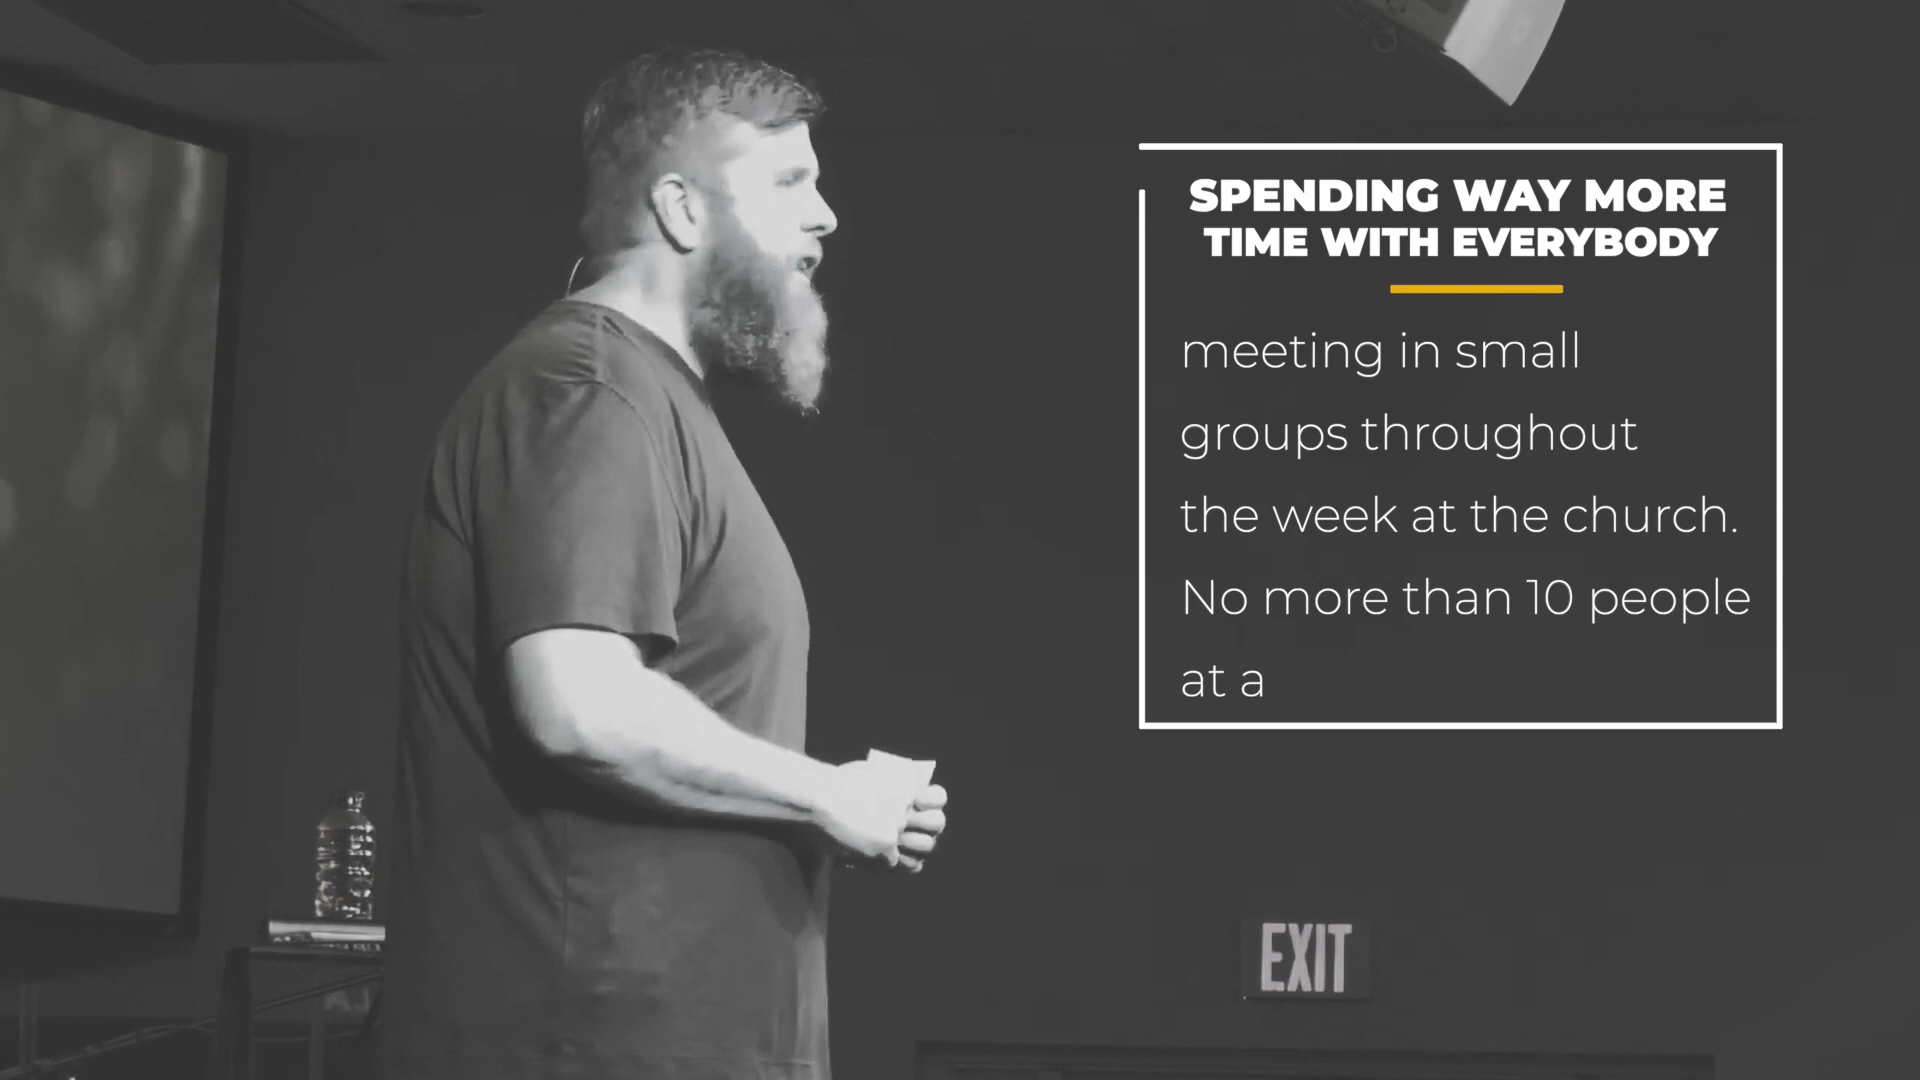 SPENDING WAY MORE
TIME WITH EVERYBODY
meeting in small
groups throughout
the week at the church.
No more than 10 people
at a
EXIT